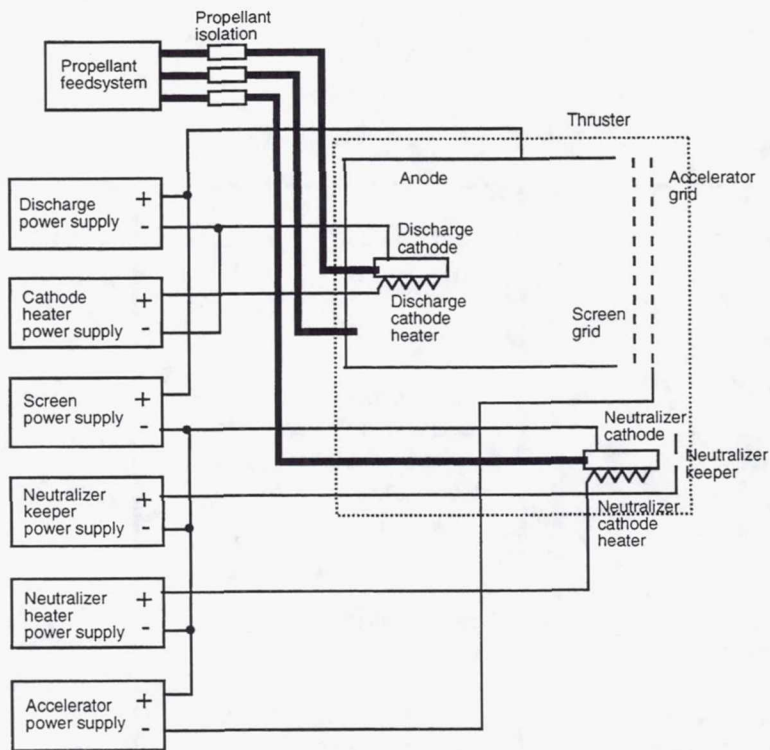 Propellant
isolation
Propellant
feedsystem
Thruster
Anode
Accelerator
grid
Discharge
power supply
+
-
Discharge
cathode
Cathode
heater
power supply
+
-
Discharge
cathode
heater
Screen
grid
Screen
power supply
+
-
Neutralizer
cathode
Neutralizer
keeper
Neutralizer
keeper
power supply
+
-
Neutralizer
cathode
heater
Neutralizer
heater
power supply
+
-
Accelerator
power supply
+
-